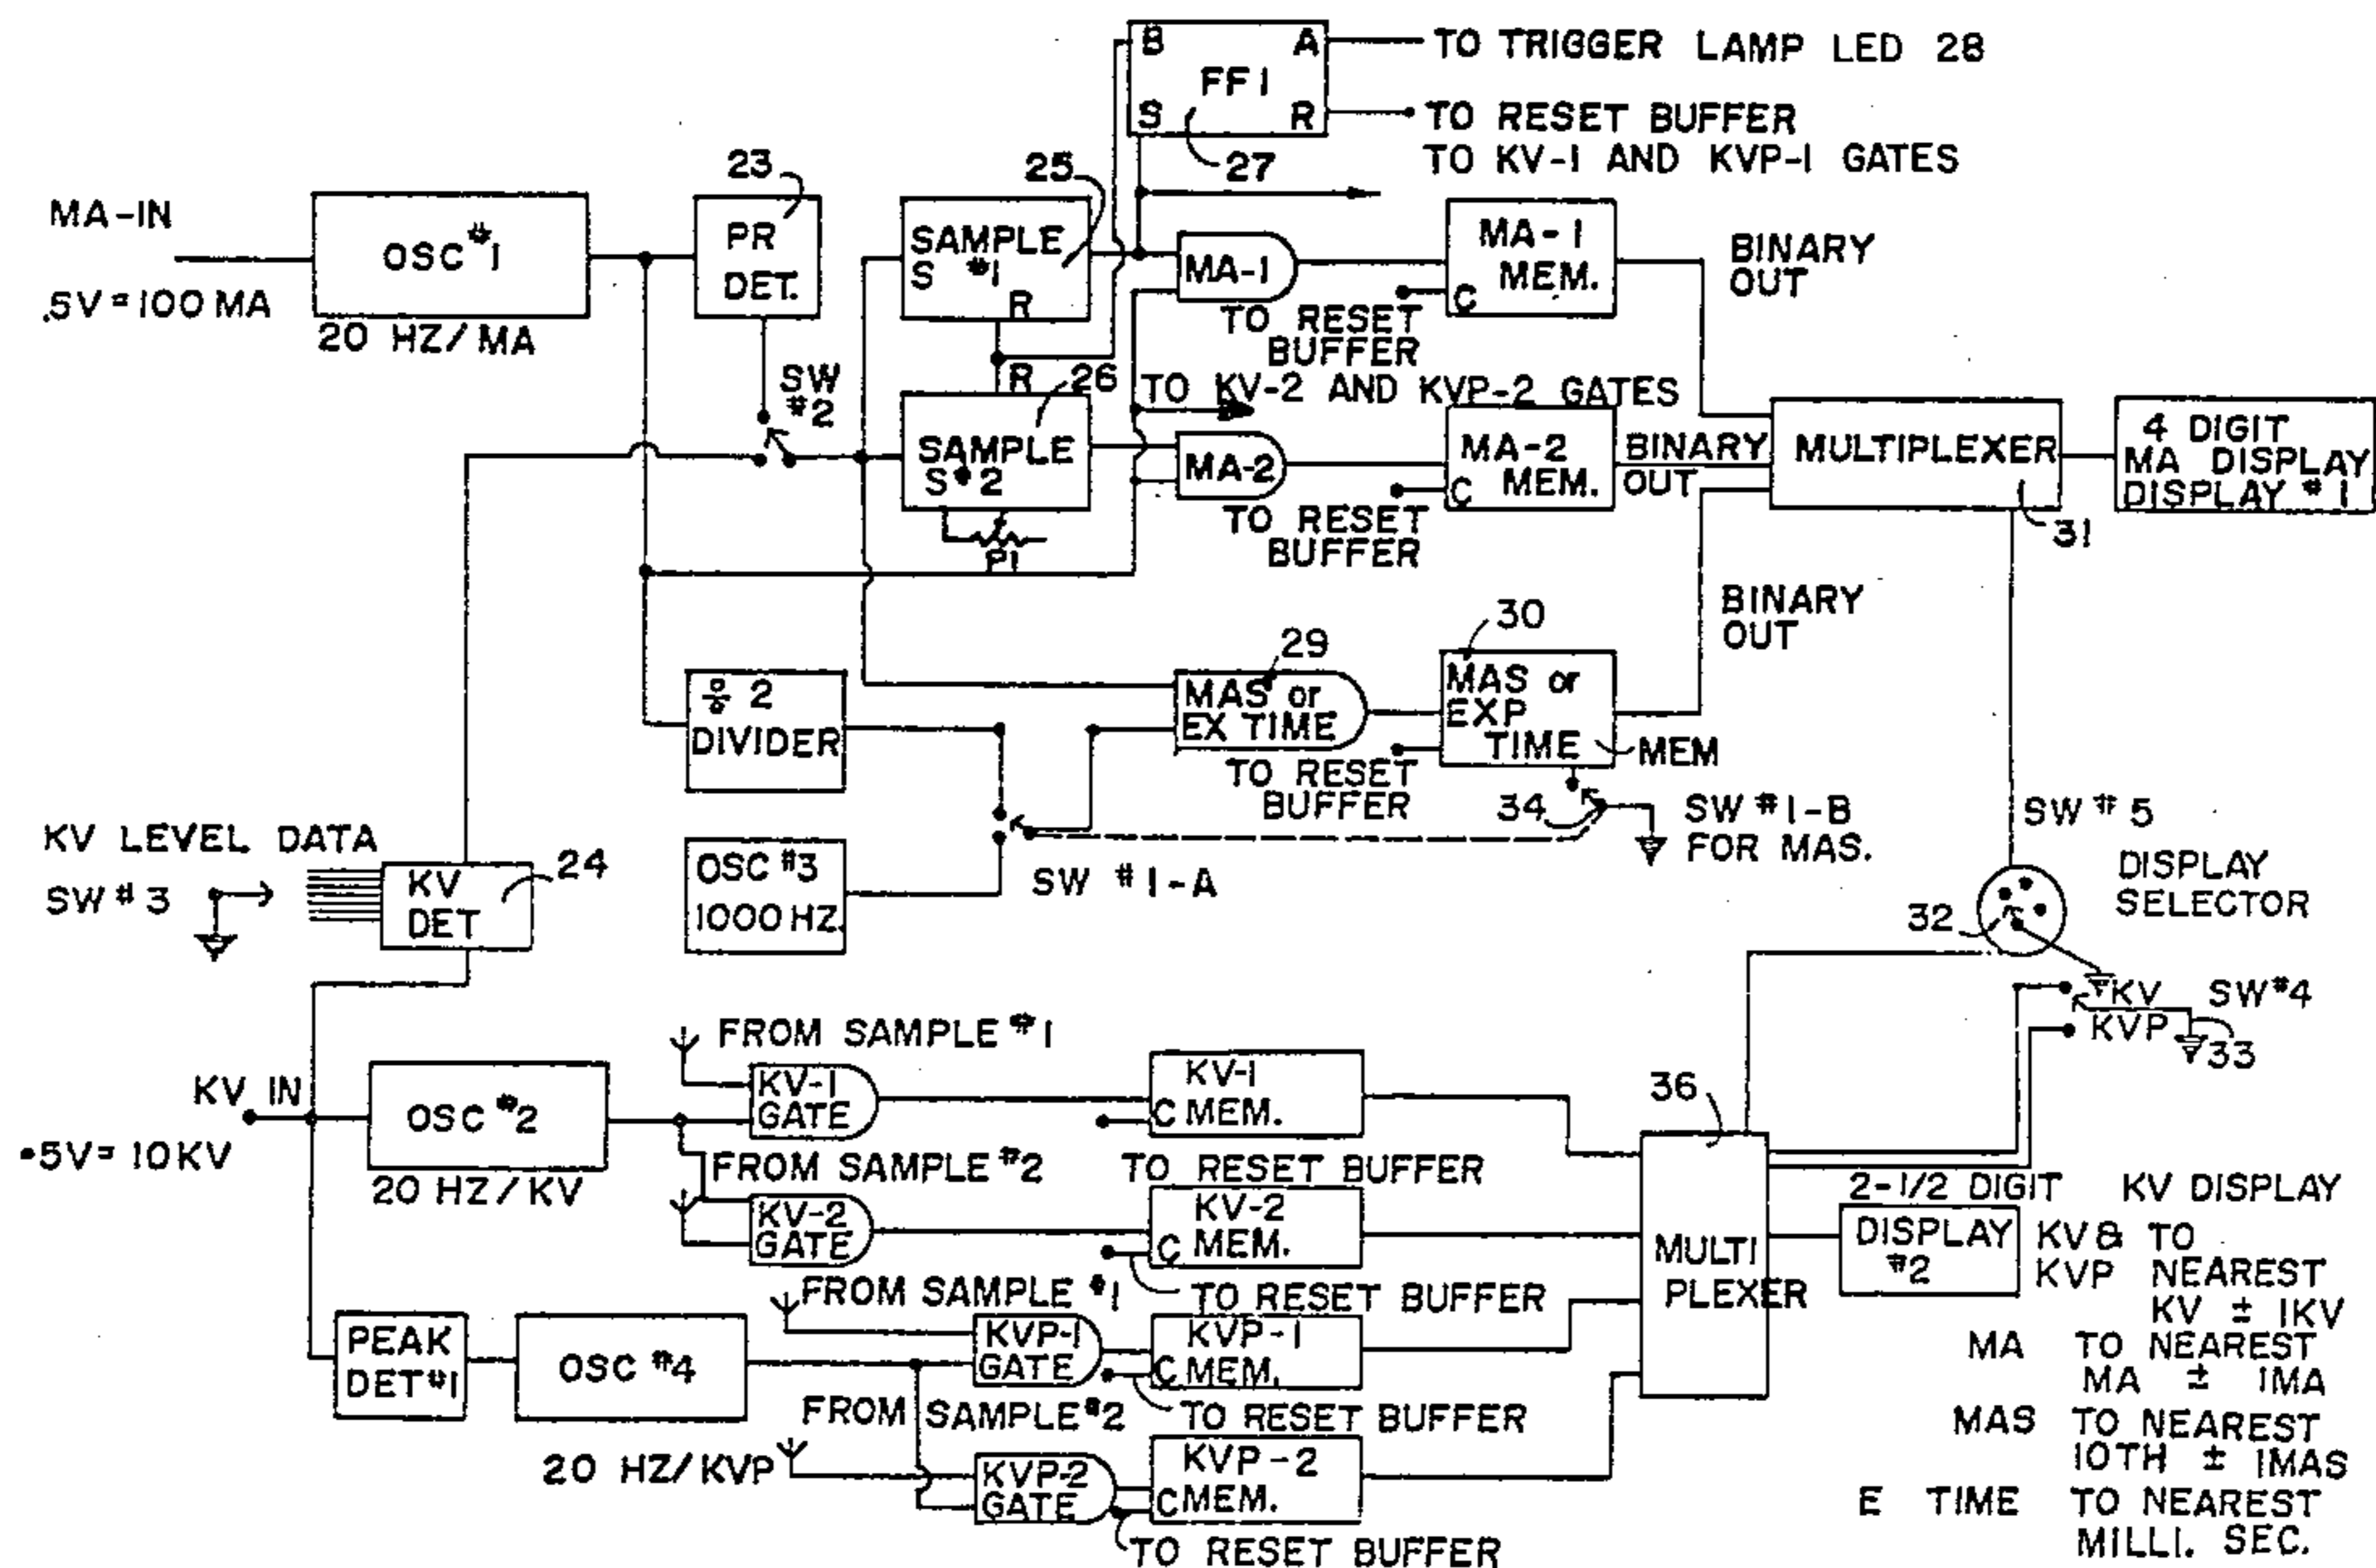 B A
FF1
S R
TO TRIGGER LAMP LED 28
TO RESET BUFFER
TO KV-1 AND KVP-1 GATES
27
MA-IN
.5V=100 MA
OSC #1
20 HZ/MA
23
PR
DET.
SW
#2
25
SAMPLE
S #1
R
R
26
SAMPLE
S #2
P1
MA-1
TO RESET
BUFFER
MA-1
MEM.
C
BINARY
OUT
TO KV-2 AND KVP-2 GATES
MA-2
TO RESET
BUFFER
MA-2
MEM.
C
BINARY
OUT
MULTIPLEXER
31
4 DIGIT
MA DISPLAY
DISPLAY #1
÷ 2
DIVIDER
29
MAS or
EX TIME
TO RESET
BUFFER
30
MAS or
EXP
TIME
MEM
BINARY
OUT
34
SW #1-B
FOR MAS.
OSC #3
1000 HZ.
SW #1-A
KV LEVEL DATA
SW #3
KV
DET
24
SW #5
DISPLAY
SELECTOR
32
KV
KVP
SW #4
33
KV IN
.5V= 10KV
OSC #2
20 HZ/KV
FROM SAMPLE #1
KV-1
GATE
KV-1
C MEM.
TO RESET BUFFER
FROM SAMPLE #2
KV-2
GATE
KV-2
C MEM.
TO RESET BUFFER
PEAK
DET #1
OSC #4
20 HZ/KVP
FROM SAMPLE #1
KVP-1
GATE
KVP-1
C MEM.
TO RESET BUFFER
FROM SAMPLE #2
KVP-2
GATE
KVP-2
C MEM.
TO RESET BUFFER
36
MULTI
PLEXER
2-1/2 DIGIT KV DISPLAY
DISPLAY
#2
KV & TO
KVP NEAREST
KV ± 1KV
MA TO NEAREST
MA ± 1MA
MAS TO NEAREST
10TH ± 1MAS
E TIME TO NEAREST
MILLI. SEC.